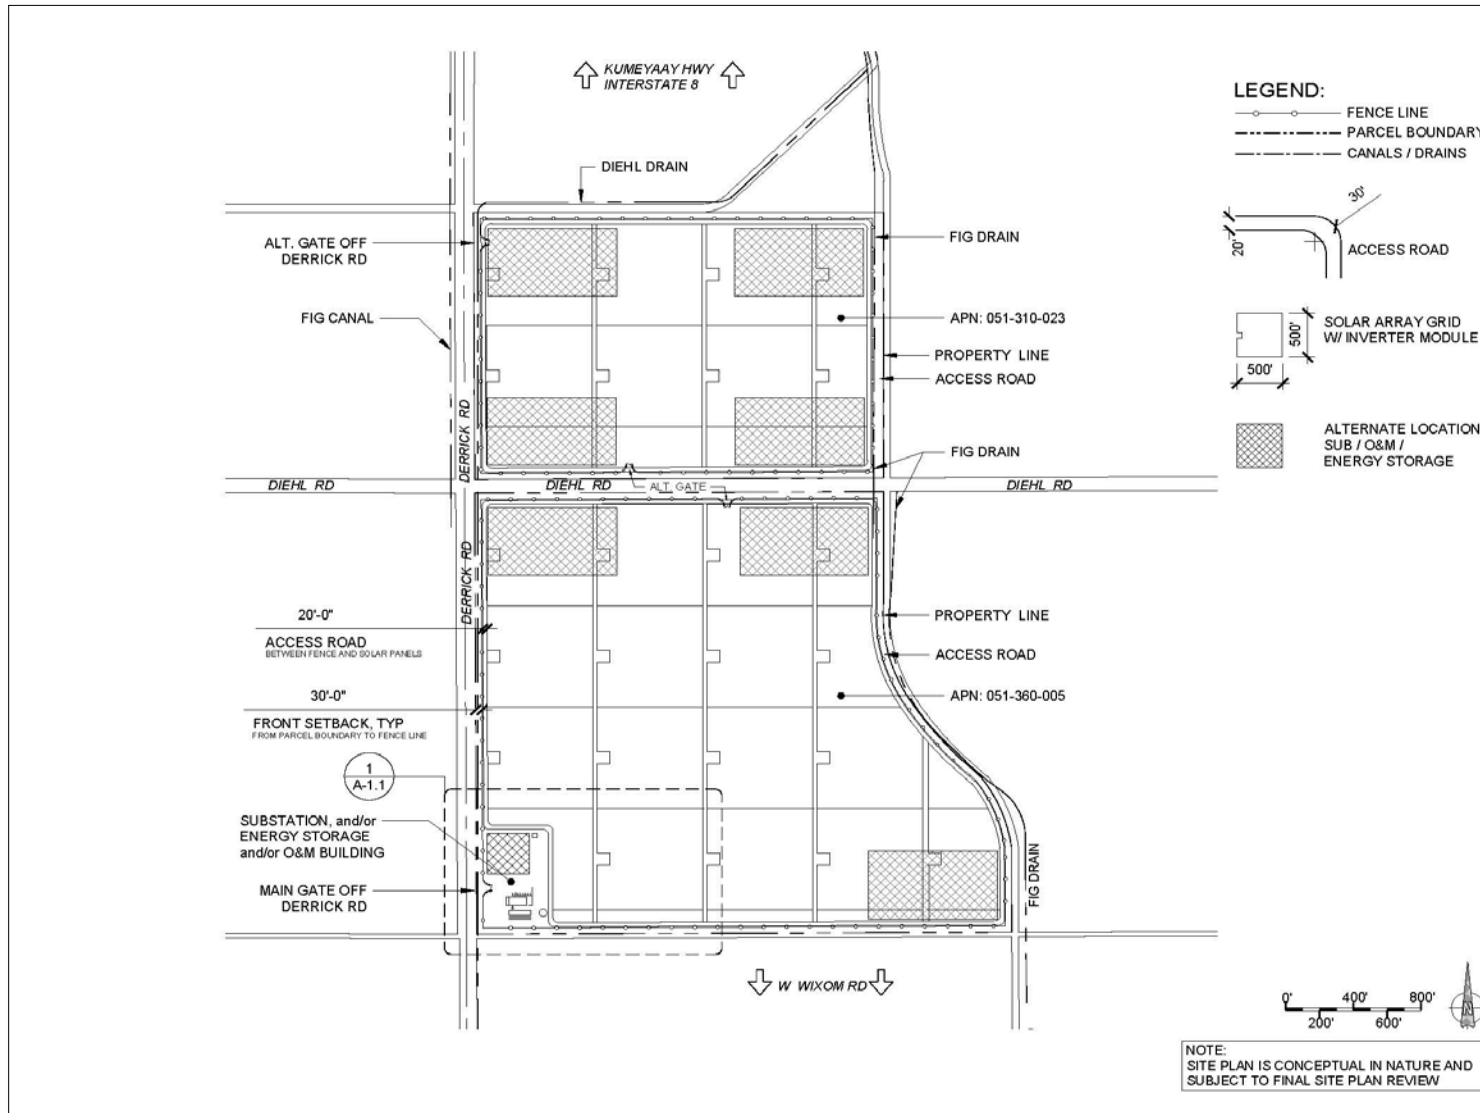 KUMEYAAY HWY
INTERSTATE 8
LEGEND:
FENCE LINE
PARCEL BOUNDARY
CANALS / DRAINS
30'
20'
ACCESS ROAD
500'
500'
SOLAR ARRAY GRID
W/ INVERTER MODULE
ALTERNATE LOCATION
SUB / O&M /
ENERGY STORAGE
DIEHL DRAIN
ALT. GATE OFF
DERRICK RD
FIG DRAIN
FIG CANAL
APN: 051-310-023
PROPERTY LINE
ACCESS ROAD
DERRICK RD
FIG DRAIN
DIEHL RD
DIEHL RD
ALT. GATE
DIEHL RD
DERRICK RD
20'-0"
ACCESS ROAD
BETWEEN FENCE AND SOLAR PANELS
PROPERTY LINE
ACCESS ROAD
30'-0"
FRONT SETBACK, TYP
FROM PARCEL BOUNDARY TO FENCE LINE
APN: 051-360-005
1
A-1.1
SUBSTATION, and/or
ENERGY STORAGE
and/or O&M BUILDING
MAIN GATE OFF
DERRICK RD
FIG DRAIN
W WIXOM RD
0'
400'
800'
200'
600'
NOTE:
SITE PLAN IS CONCEPTUAL IN NATURE AND
SUBJECT TO FINAL SITE PLAN REVIEW